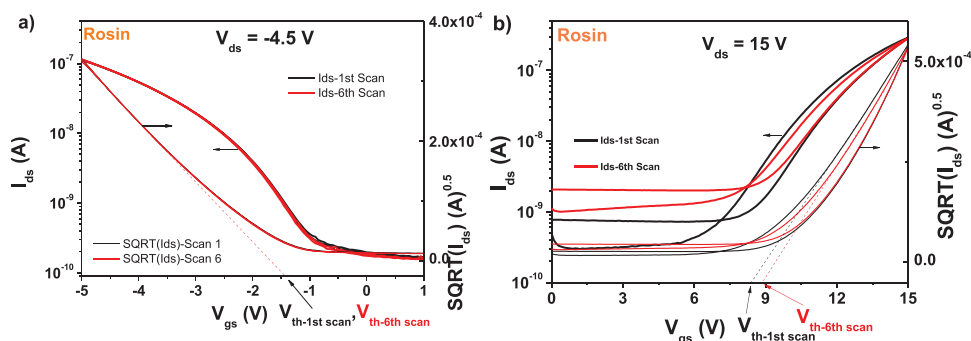 a)
Rosin
V_ds = -4.5 V
Ids-1st Scan
Ids-6th Scan
SQRT(Ids)-Scan 1
SQRT(Ids)-Scan 6
10^-7
10^-8
10^-9
10^-10
I_ds (A)
-5 -4 -3 -2 -1 0 1
V_gs (V)
V_th-1st scan, V_th-6th scan
4.0x10^-4
2.0x10^-4
0.0
SQRT(I_ds) (A)^0.5
b)
Rosin
V_ds = 15 V
Ids-1st Scan
Ids-6th Scan
10^-6
10^-7
10^-8
10^-9
10^-10
I_ds (A)
0 3 6 9 12 15
V_gs (V)
V_th-1st scan
V_th-6th scan
5.0x10^-4
0.0
SQRT(I_ds) (A)^0.5